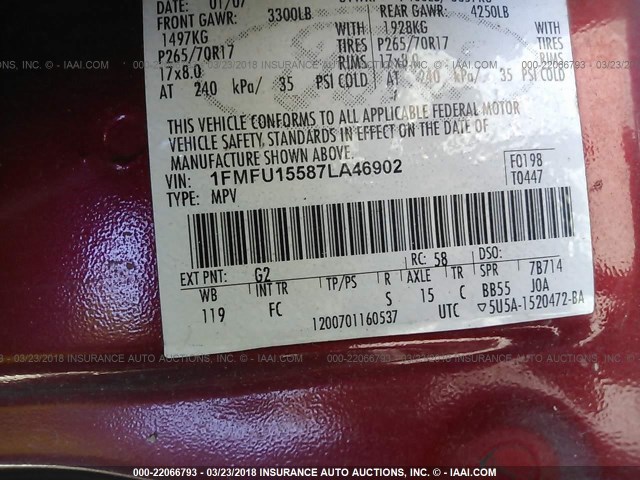 DATE: 01/07
FRONT GAWR: 3300LB REAR GAWR: 4250LB
1497KG 1928KG
P265/70R17 TIRES P265/70R17 TIRES
17x8.0 RIMS 17x8.0 RIMS
AT 240 kPa/ 35 PSI COLD AT 240 kPa/ 35 PSI COLD
THIS VEHICLE CONFORMS TO ALL APPLICABLE FEDERAL MOTOR
VEHICLE SAFETY, STANDARDS IN EFFECT ON THE DATE OF
MANUFACTURE SHOWN ABOVE.
VIN: 1FMFU15587LA46902 F0198
TYPE: MPV T0447
EXT PNT: G2 RC: 58 DSO:
WB INT TR TP/PS R AXLE TR SPR 7B714
119 FC S 15 C BB55 JOA
1200701160537 UTC ▽5U5A-1520472-BA
000-22066793 - 03/23/2018 INSURANCE AUTO AUCTIONS, INC. - IAAI.COM